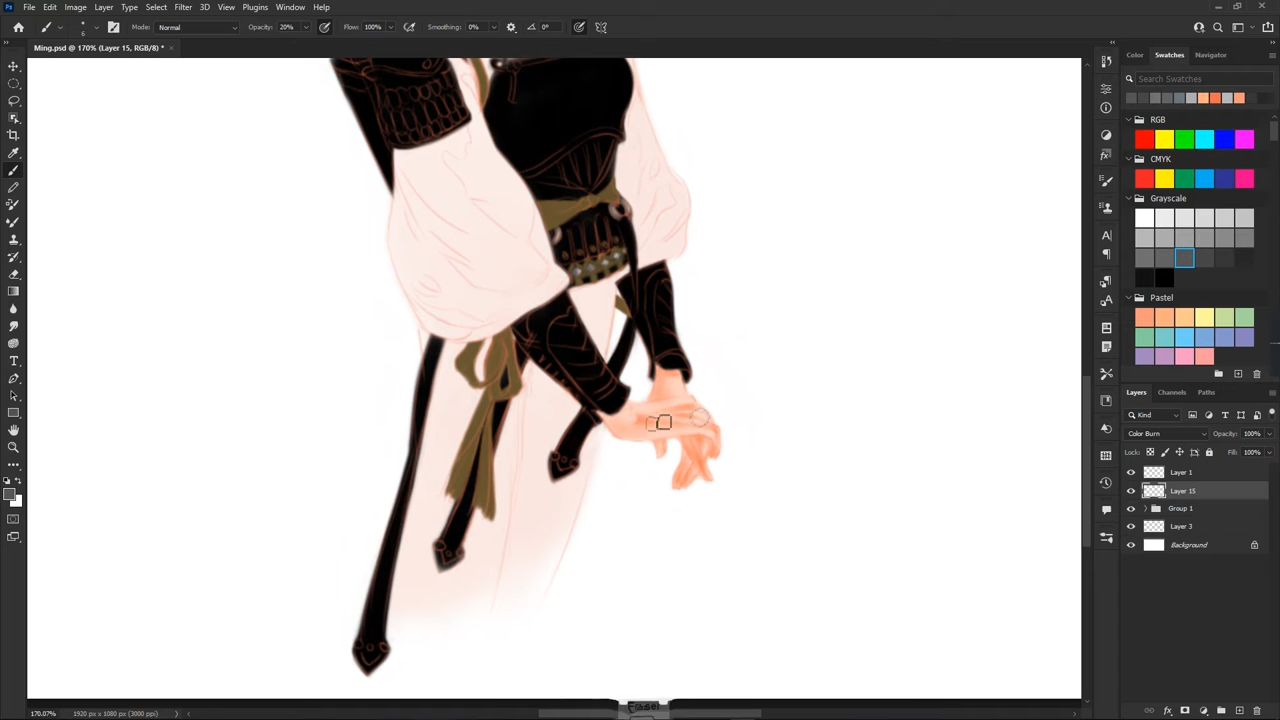 Ps File Edit Image Layer Type Select Filter 3D View Plugins Window Help
6 Mode: Normal Opacity: 20% Flow: 100% Smoothing: 0% 0°
Ming.psd @ 170% (Layer 15, RGB/8) *
Color Swatches Navigator
Search Swatches
RGB
CMYK
Grayscale
Pastel
Layers Channels Paths
Kind
Color Burn Opacity: 100%
Lock: Fill: 100%
Layer 1
Layer 15
Group 1
Layer 3
Background
170.07% 1920 px x 1080 px (3000 ppi)